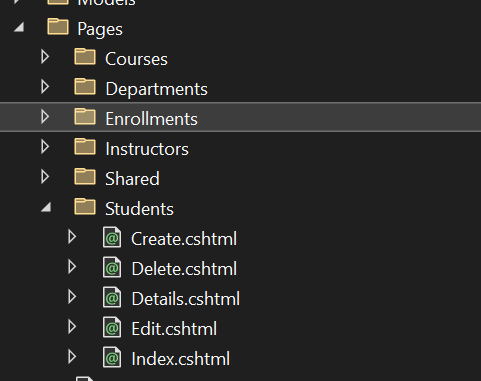 Models
Pages
Courses
Departments
Enrollments
Instructors
Shared
Students
Create.cshtml
Delete.cshtml
Details.cshtml
Edit.cshtml
Index.cshtml